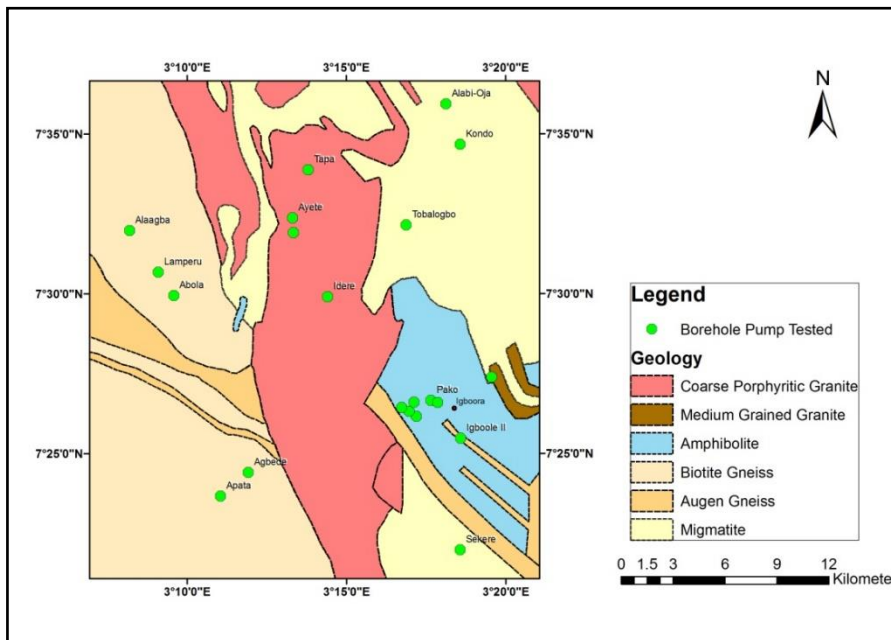 3°10'0"E 3°15'0"E 3°20'0"E
N
Alabi-Oja
7°35'0"N 7°35'0"N
Kondo
Tapa
Ayete
Alaagba
Tobalogbo
Lamperu
Abola
Idere
7°30'0"N 7°30'0"N
Legend
Borehole Pump Tested
Geology
Coarse Porphyritic Granite
Medium Grained Granite
Amphibolite
Biotite Gneiss
Augen Gneiss
Migmatite
Pako
Igboora
Igboole II
7°25'0"N 7°25'0"N
Agbede
Apata
Sekere
0 1.5 3 6 9 12
Kilomete
3°10'0"E 3°15'0"E 3°20'0"E